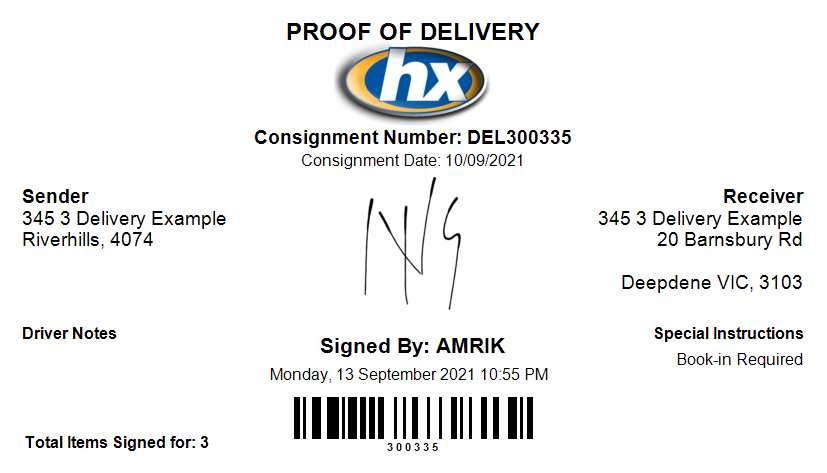 PROOF OF DELIVERY
hx
Consignment Number: DEL300335
Consignment Date: 10/09/2021
Sender
345 3 Delivery Example
Riverhills, 4074
Receiver
345 3 Delivery Example
20 Barnsbury Rd
Deepdene VIC, 3103
Driver Notes
Signed By: AMRIK
Monday, 13 September 2021 10:55 PM
Special Instructions
Book-in Required
Total Items Signed for: 3
300335